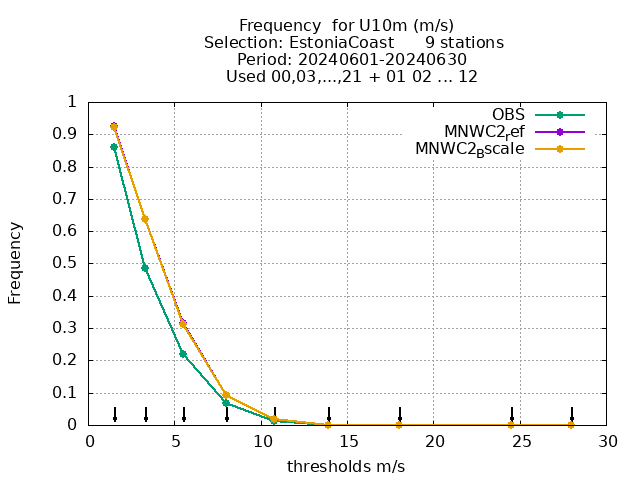 Frequency  for U10m (m/s)
Selection: EstoniaCoast      9 stations
Period: 20240601-20240630
Used 00,03,...,21 + 01 02 ... 12
OBS
MNWC2_ref
MNWC2_Bscale
1
0.9
0.8
0.7
0.6
0.5
0.4
0.3
0.2
0.1
0
Frequency
0 5 10 15 20 25 30
thresholds m/s